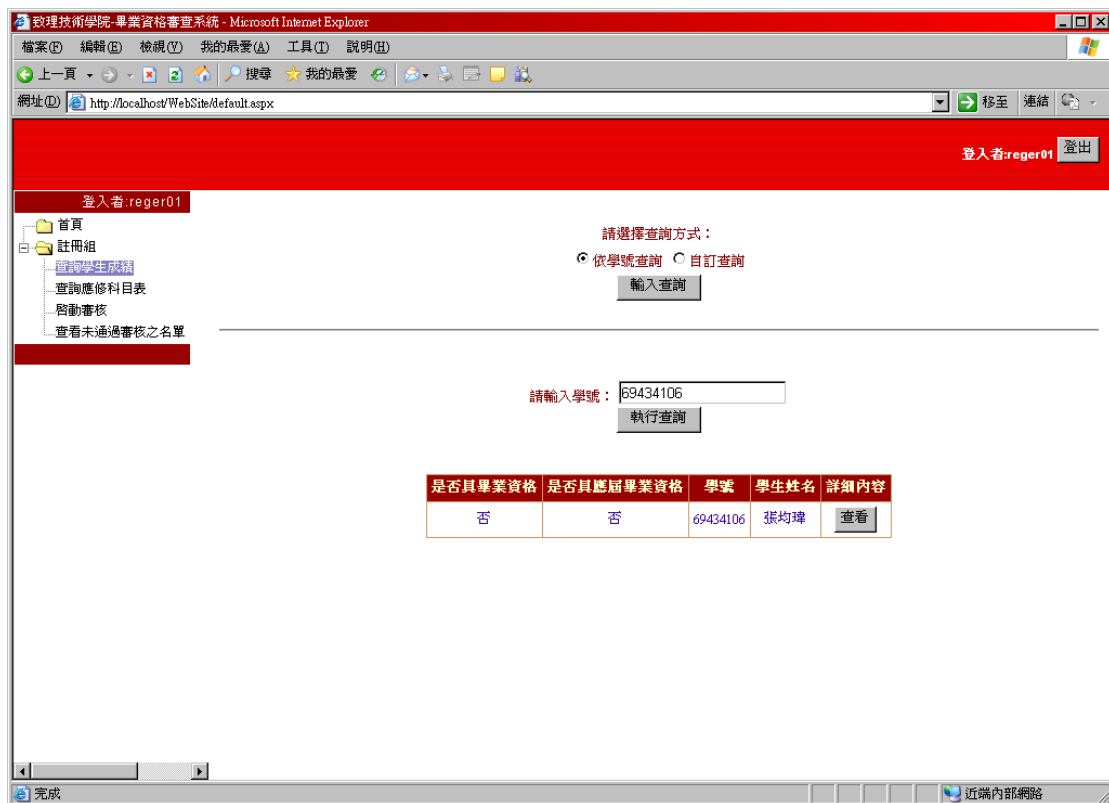 致理技術學院-畢業資格審查系統 - Microsoft Internet Explorer
檔案(F) 編輯(E) 檢視(V) 我的最愛(A) 工具(T) 說明(H)
上一頁 搜尋 我的最愛
網址(D) http://localhost/WebSite/default.aspx 移至 連結
登入者:reger01 登出
登入者:reger01
首頁
註冊組
查詢學生成績
查詢應修科目表
啓動審核
查看未通過審核之名單
請選擇查詢方式：
依學號查詢 自訂查詢
輸入查詢
請輸入學號： 69434106
執行查詢
是否具畢業資格 是否具應屆畢業資格 學號 學生姓名 詳細內容
否 否 69434106 張均瑋 查看
完成 近端內部網路